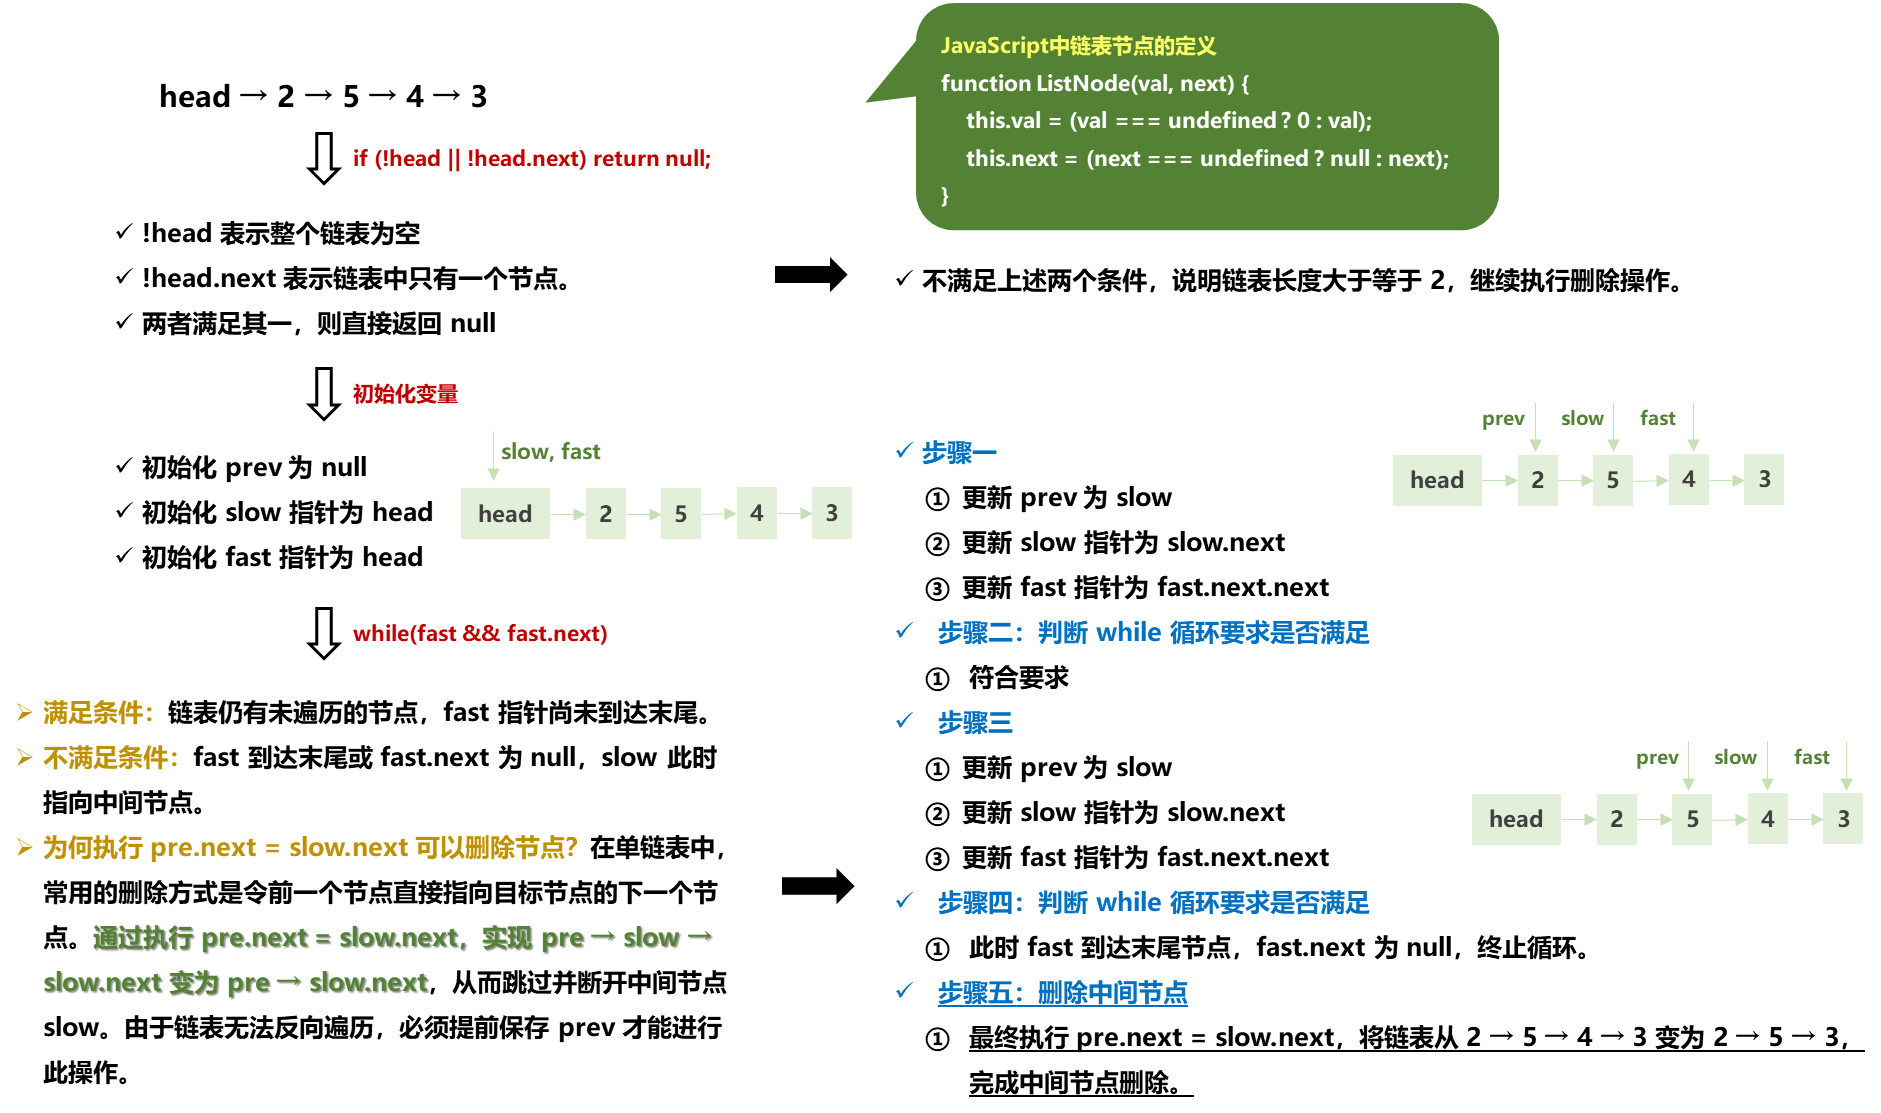 head → 2 → 5 → 4 → 3
if (!head || !head.next) return null;
✓ !head 表示整个链表为空
✓ !head.next 表示链表中只有一个节点。
✓ 两者满足其一，则直接返回 null
初始化变量
✓ 初始化 prev 为 null
✓ 初始化 slow 指针为 head
✓ 初始化 fast 指针为 head
slow, fast
head 2 5 4 3
while(fast && fast.next)
➢ 满足条件：链表仍有未遍历的节点，fast 指针尚未到达末尾。
➢ 不满足条件：fast 到达末尾或 fast.next 为 null，slow 此时
指向中间节点。
➢ 为何执行 pre.next = slow.next 可以删除节点？在单链表中，
常用的删除方式是令前一个节点直接指向目标节点的下一个节
点。通过执行 pre.next = slow.next，实现 pre → slow →
slow.next 变为 pre → slow.next，从而跳过并断开中间节点
slow。由于链表无法反向遍历，必须提前保存 prev 才能进行
此操作。
JavaScript中链表节点的定义
function ListNode(val, next) {
this.val = (val === undefined ? 0 : val);
this.next = (next === undefined ? null : next);
}
✓ 不满足上述两个条件，说明链表长度大于等于 2，继续执行删除操作。
✓ 步骤一
① 更新 prev 为 slow
② 更新 slow 指针为 slow.next
③ 更新 fast 指针为 fast.next.next
prev slow fast
head 2 5 4 3
✓ 步骤二：判断 while 循环要求是否满足
① 符合要求
✓ 步骤三
① 更新 prev 为 slow
② 更新 slow 指针为 slow.next
③ 更新 fast 指针为 fast.next.next
prev slow fast
head 2 5 4 3
✓ 步骤四：判断 while 循环要求是否满足
① 此时 fast 到达末尾节点，fast.next 为 null，终止循环。
✓ 步骤五：删除中间节点
① 最终执行 pre.next = slow.next，将链表从 2 → 5 → 4 → 3 变为 2 → 5 → 3，
完成中间节点删除。